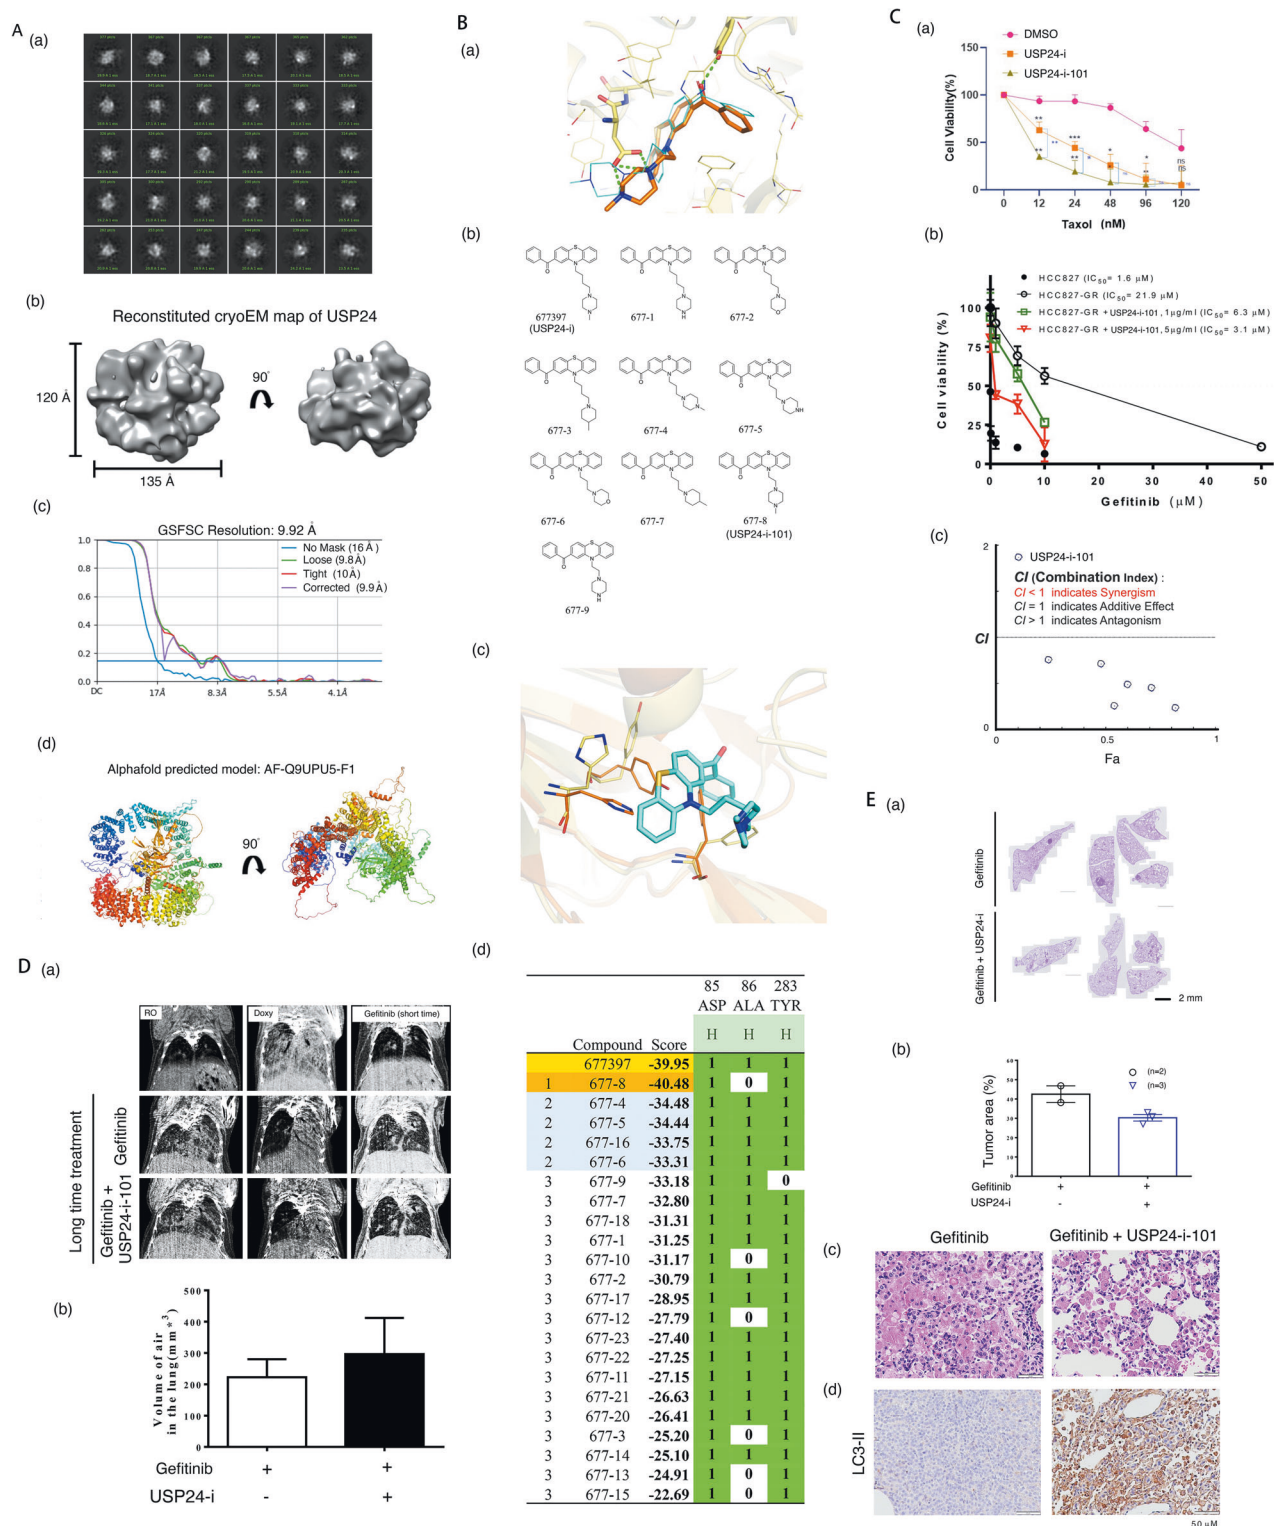 A
(a)
(b)
Reconstituted cryoEM map of USP24
120 Å
90°
135 Å
(c)
GSFSC Resolution: 9.92 Å
No Mask (16 Å)
Loose (9.8Å)
Tight (10Å)
Corrected (9.9Å)
1.0
0.8
0.6
0.4
0.2
0.0
DC 17Å 8.3Å 5.5Å 4.1Å
(d)
Alphafold predicted model: AF-Q9UPU5-F1
90°
B
(a)
(b)
677397
(USP24-i)
677-1
677-2
677-3
677-4
677-5
677-6
677-7
677-8
(USP24-i-101)
677-9
(c)
(d)
85 86 283
ASP ALA TYR
H H H
Compound Score
677397 -39.95 1 1 1
1 677-8 -40.48 1 0 1
2 677-4 -34.48 1 1 1
2 677-5 -34.44 1 1 1
2 677-16 -33.75 1 1 1
2 677-6 -33.31 1 1 1
3 677-9 -33.18 1 1 0
3 677-7 -32.80 1 1 1
3 677-18 -31.31 1 1 1
3 677-1 -31.25 1 1 1
3 677-10 -31.17 1 0 1
3 677-2 -30.79 1 1 1
3 677-17 -28.95 1 1 1
3 677-12 -27.79 1 0 1
3 677-23 -27.40 1 1 1
3 677-22 -27.25 1 1 1
3 677-11 -27.15 1 1 1
3 677-21 -26.63 1 1 1
3 677-20 -26.41 1 1 1
3 677-3 -25.20 1 0 1
3 677-14 -25.10 1 1 1
3 677-13 -24.91 1 0 1
3 677-15 -22.69 1 0 1
C
(a)
DMSO
USP24-i
USP24-i-101
Cell Viability(%)
150
100
50
0
0 12 24 48 96 120
Taxol (nM)
(b)
HCC827 (IC50= 1.6 μM)
HCC827-GR (IC50= 21.9 μM)
HCC827-GR + USP24-i-101, 1μg/ml (IC50= 6.3 μM)
HCC827-GR + USP24-i-101, 5μg/ml (IC50= 3.1 μM)
Cell viability (%)
100
75
50
25
0
0 10 20 30 40 50
Gefitinib (μM)
(c)
USP24-i-101
CI (Combination Index) :
CI < 1 indicates Synergism
CI = 1 indicates Additive Effect
CI > 1 indicates Antagonism
2
CI
0
0 0.5 1
Fa
D
(a)
RO
Doxy
Gefitinib (short time)
Long time treatment
Gefitinib
Gefitinib +
USP24-i-101
(b)
Volume of air
in the lung(mm*3)
500
400
300
200
100
0
Gefitinib + +
USP24-i - +
E
(a)
Gefitinib
Gefitinib + USP24-i
2 mm
(b)
Tumor area (%)
60
50
40
30
20
10
0
(n=2)
(n=3)
Gefitinib + +
USP24-i - +
(c)
Gefitinib
Gefitinib + USP24-i-101
(d)
LC3-II
50 μM